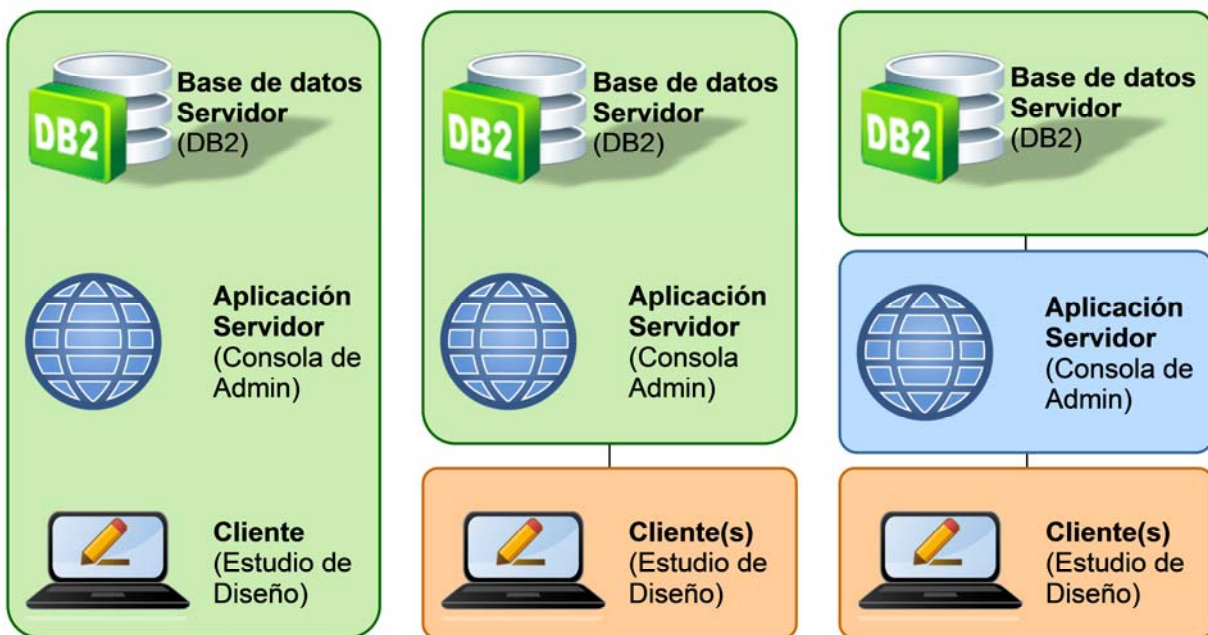 DB2
Base de datos
Servidor
(DB2)
Aplicación
Servidor
(Consola de
Admin)
Cliente
(Estudio de
Diseño)
DB2
Base de datos
Servidor
(DB2)
Aplicación
Servidor
(Consola
Admin)
Cliente(s)
(Estudio de
Diseño)
DB2
Base de datos
Servidor
(DB2)
Aplicación
Servidor
(Consola de
Admin)
Cliente(s)
(Estudio de
Diseño)